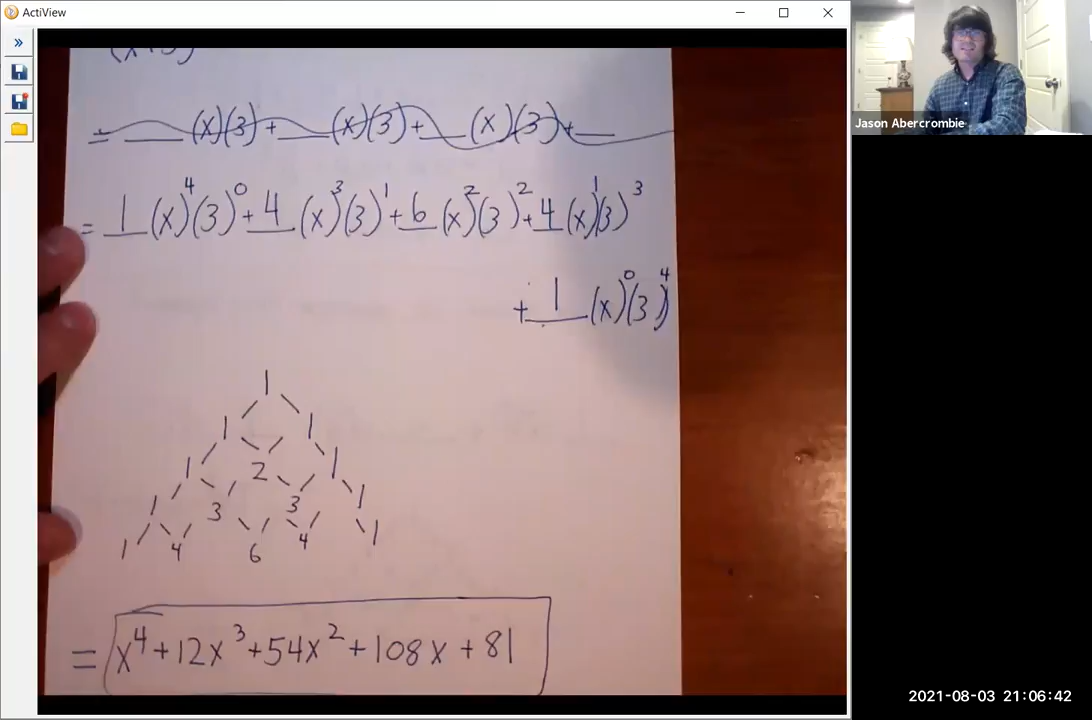 ActiView
= ___(x)(3) + ___(x)(3) + ___(x)(3) + ___
= 1 (x)⁴(3)⁰ + 4 (x)³(3)¹ + 6 (x)²(3)² + 4 (x)¹(3)³
+ 1 (x)⁰(3)⁴
1
1 1
1 2 1
1 3 3 1
1 4 6 4 1
= x⁴ + 12x³ + 54x² + 108x + 81
Jason Abercrombie
2021-08-03 21:06:42